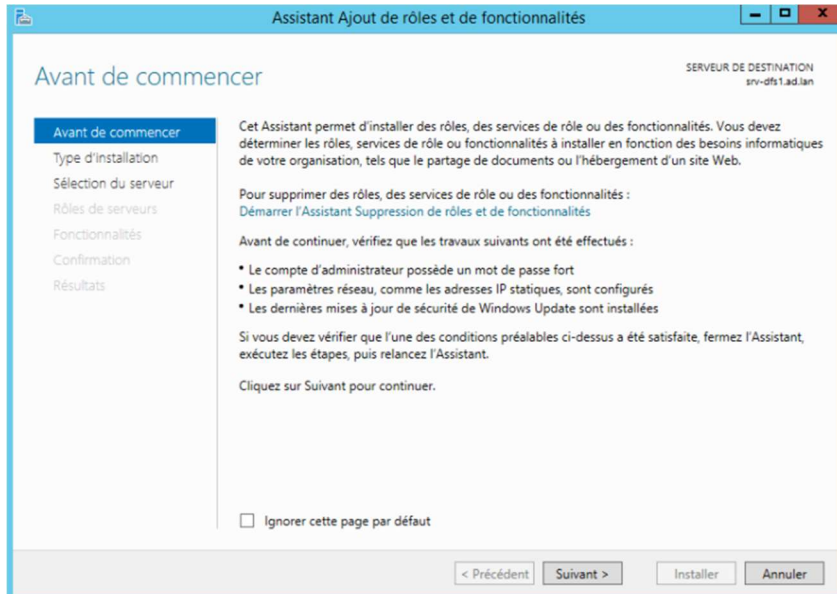 Assistant Ajout de rôles et de fonctionnalités
Avant de commencer
SERVEUR DE DESTINATION
srv-dfs1.ad.lan
Avant de commencer
Type d'installation
Sélection du serveur
Rôles de serveurs
Fonctionnalités
Confirmation
Résultats
Cet Assistant permet d'installer des rôles, des services de rôle ou des fonctionnalités. Vous devez
déterminer les rôles, services de rôle ou fonctionnalités à installer en fonction des besoins informatiques
de votre organisation, tels que le partage de documents ou l'hébergement d'un site Web.
Pour supprimer des rôles, des services de rôle ou des fonctionnalités :
Démarrer l'Assistant Suppression de rôles et de fonctionnalités
Avant de continuer, vérifiez que les travaux suivants ont été effectués :
• Le compte d'administrateur possède un mot de passe fort
• Les paramètres réseau, comme les adresses IP statiques, sont configurés
• Les dernières mises à jour de sécurité de Windows Update sont installées
Si vous devez vérifier que l'une des conditions préalables ci-dessus a été satisfaite, fermez l'Assistant,
exécutez les étapes, puis relancez l'Assistant.
Cliquez sur Suivant pour continuer.
Ignorer cette page par défaut
< Précédent
Suivant >
Installer
Annuler